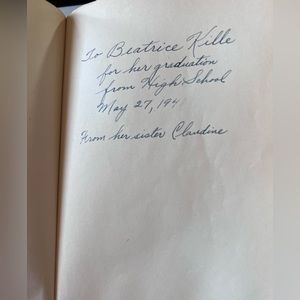 To Beatrice Kille
for her graduation
from High School
May 27, 194
From her sister Claudine